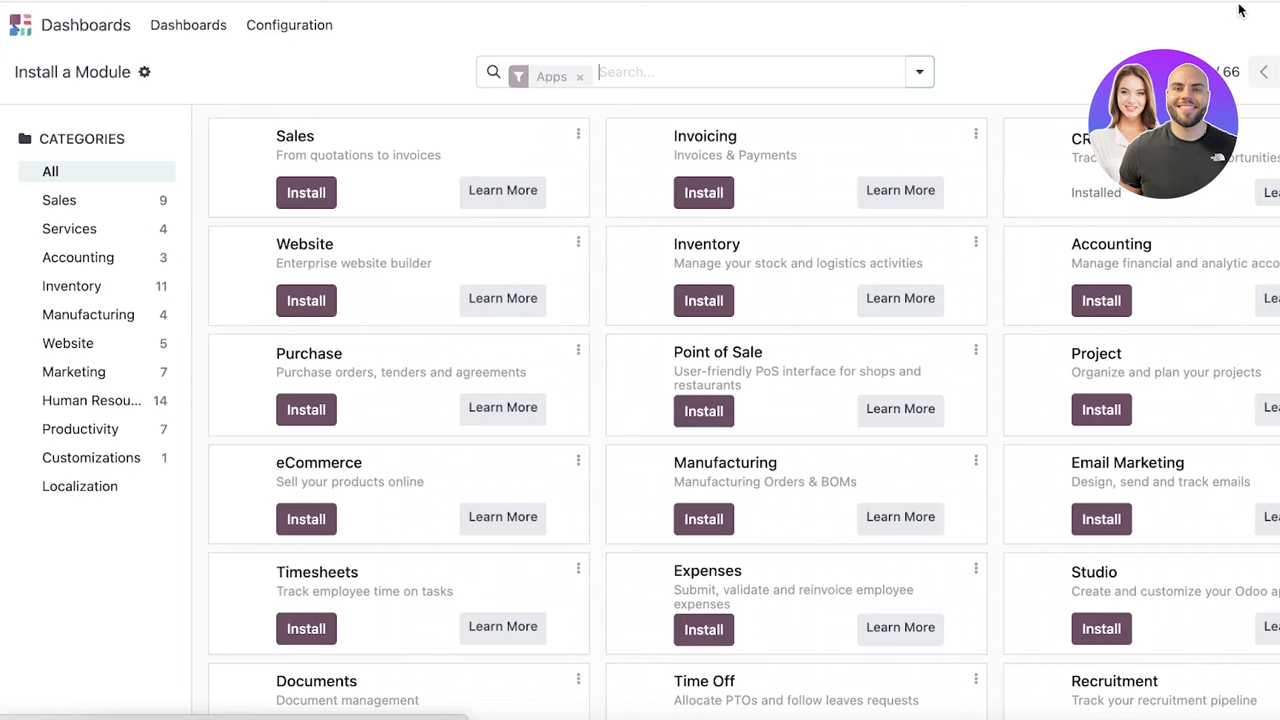 Dashboards Dashboards Configuration
Install a Module
Apps × Search...
/ 66
CATEGORIES
All
Sales 9
Services 4
Accounting 3
Inventory 11
Manufacturing 4
Website 5
Marketing 7
Human Resou... 14
Productivity 7
Customizations 1
Localization
Sales
From quotations to invoices
Install Learn More
Invoicing
Invoices & Payments
Install Learn More
Installed
Website
Enterprise website builder
Install Learn More
Inventory
Manage your stock and logistics activities
Install Learn More
Accounting
Manage financial and analytic acco
Install
Purchase
Purchase orders, tenders and agreements
Install Learn More
Point of Sale
User-friendly PoS interface for shops and
restaurants
Install Learn More
Project
Organize and plan your projects
Install
eCommerce
Sell your products online
Install Learn More
Manufacturing
Manufacturing Orders & BOMs
Install Learn More
Email Marketing
Design, send and track emails
Install
Timesheets
Track employee time on tasks
Install Learn More
Expenses
Submit, validate and reinvoice employee
expenses
Install Learn More
Studio
Create and customize your Odoo a
Install
Documents
Document management
Time Off
Allocate PTOs and follow leaves requests
Recruitment
Track your recruitment pipeline